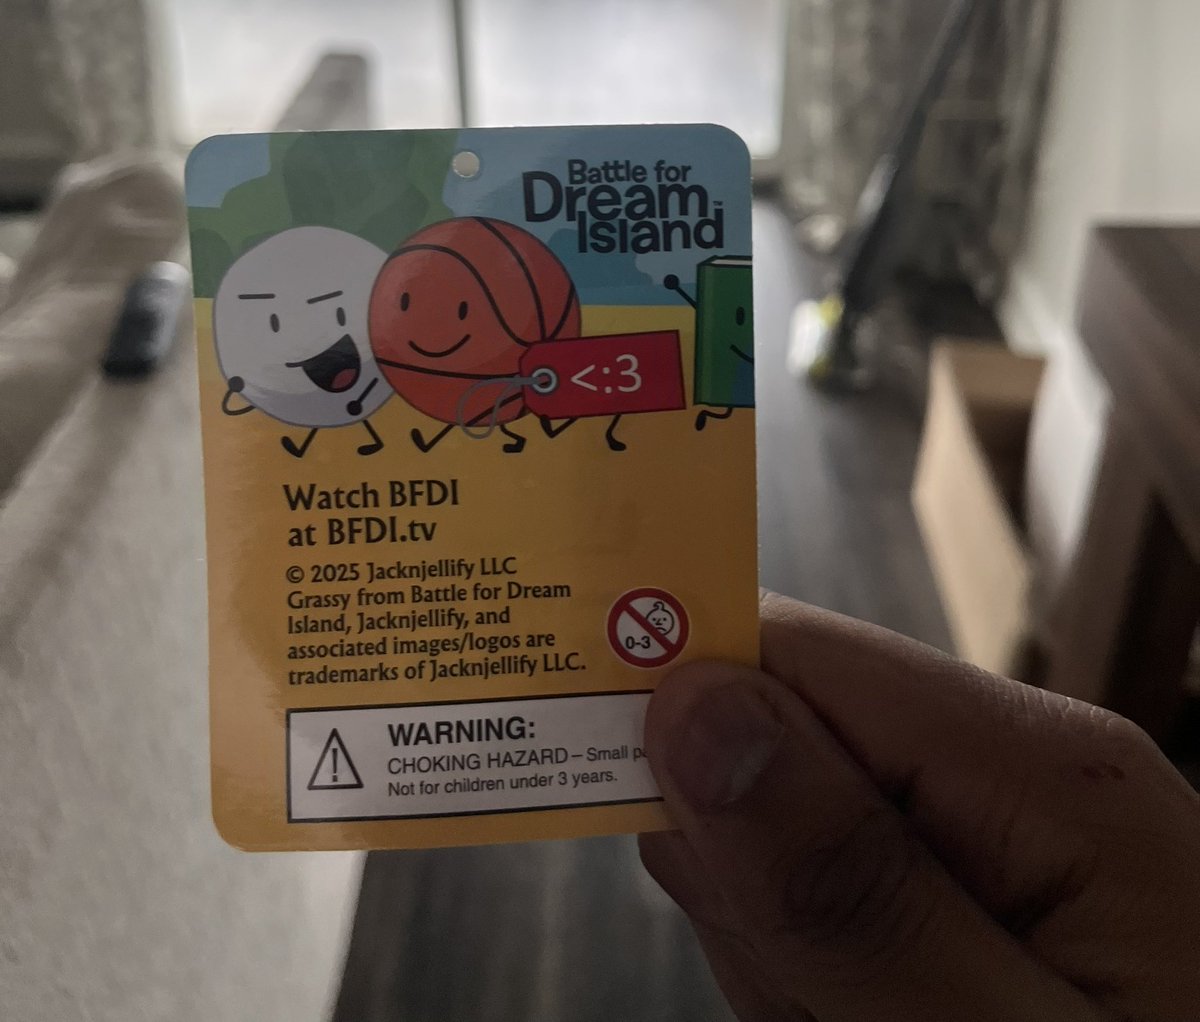 Battle for
Dream
Island
™
<:3
Watch BFDI
at BFDI.tv
© 2025 Jacknjellify LLC
Grassy from Battle for Dream
Island, Jacknjellify, and
associated images/logos are
trademarks of Jacknjellify LLC.
0-3
WARNING:
CHOKING HAZARD – Small
Not for children under 3 years.